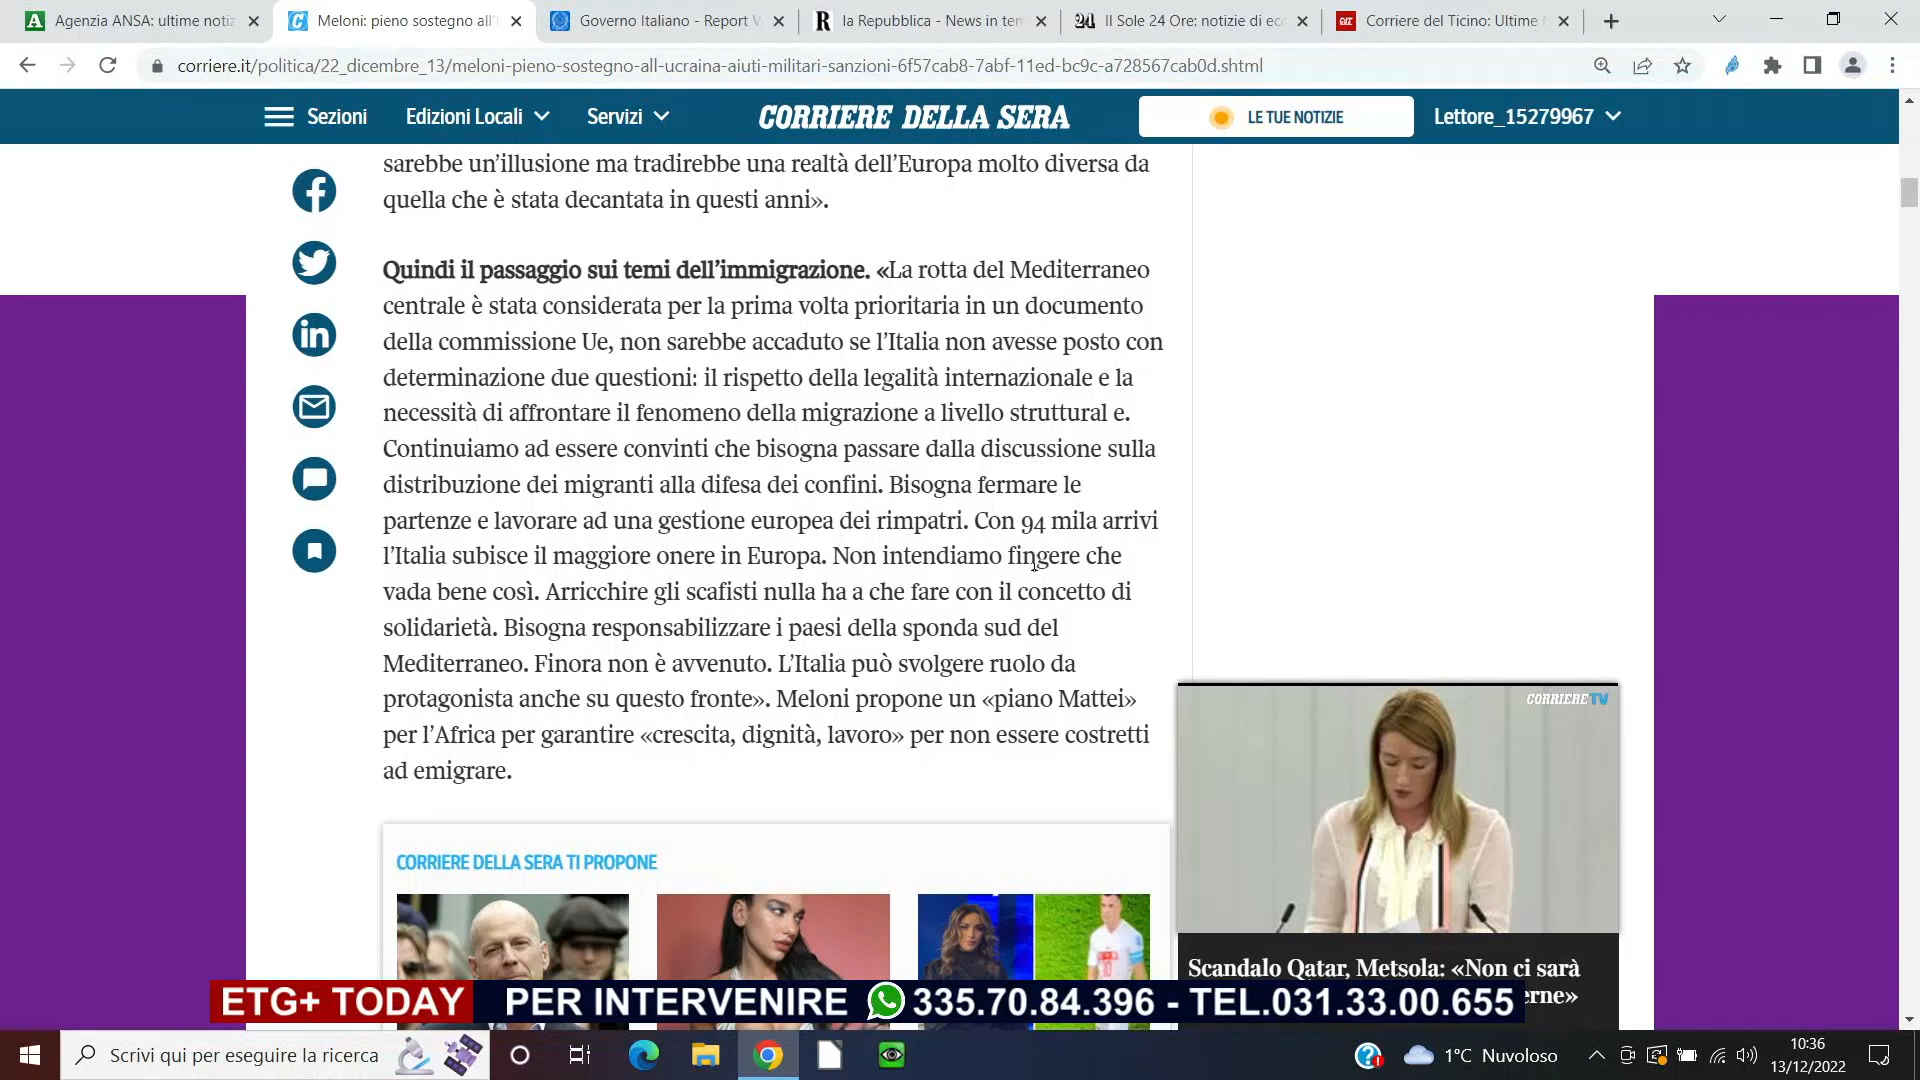 Agenzia ANSA: ultime notiz
Meloni: pieno sostegno all'
Governo Italiano - Report V
la Repubblica - News in tem
Il Sole 24 Ore: notizie di ec
Corriere del Ticino: Ultime N
corriere.it/politica/22_dicembre_13/meloni-pieno-sostegno-all-ucraina-aiuti-militari-sanzioni-6f57cab8-7abf-11ed-bc9c-a728567cab0d.shtml
Sezioni
Edizioni Locali
Servizi
CORRIERE DELLA SERA
LE TUE NOTIZIE
Lettore_15279967
sarebbe un'illusione ma tradirebbe una realtà dell'Europa molto diversa da
quella che è stata decantata in questi anni».
Quindi il passaggio sui temi dell'immigrazione. «La rotta del Mediterraneo
centrale è stata considerata per la prima volta prioritaria in un documento
della commissione Ue, non sarebbe accaduto se l'Italia non avesse posto con
determinazione due questioni: il rispetto della legalità internazionale e la
necessità di affrontare il fenomeno della migrazione a livello struttural e.
Continuiamo ad essere convinti che bisogna passare dalla discussione sulla
distribuzione dei migranti alla difesa dei confini. Bisogna fermare le
partenze e lavorare ad una gestione europea dei rimpatri. Con 94 mila arrivi
l'Italia subisce il maggiore onere in Europa. Non intendiamo fingere che
vada bene così. Arricchire gli scafisti nulla ha a che fare con il concetto di
solidarietà. Bisogna responsabilizzare i paesi della sponda sud del
Mediterraneo. Finora non è avvenuto. L'Italia può svolgere ruolo da
protagonista anche su questo fronte». Meloni propone un «piano Mattei»
per l'Africa per garantire «crescita, dignità, lavoro» per non essere costretti
ad emigrare.
CORRIERE TV
CORRIERE DELLA SERA TI PROPONE
Scandalo Qatar, Metsola: «Non ci sarà
erne»
ETG+ TODAY
PER INTERVENIRE 335.70.84.396 - TEL.031.33.00.655
Scrivi qui per eseguire la ricerca
1°C Nuvoloso
10:36
13/12/2022